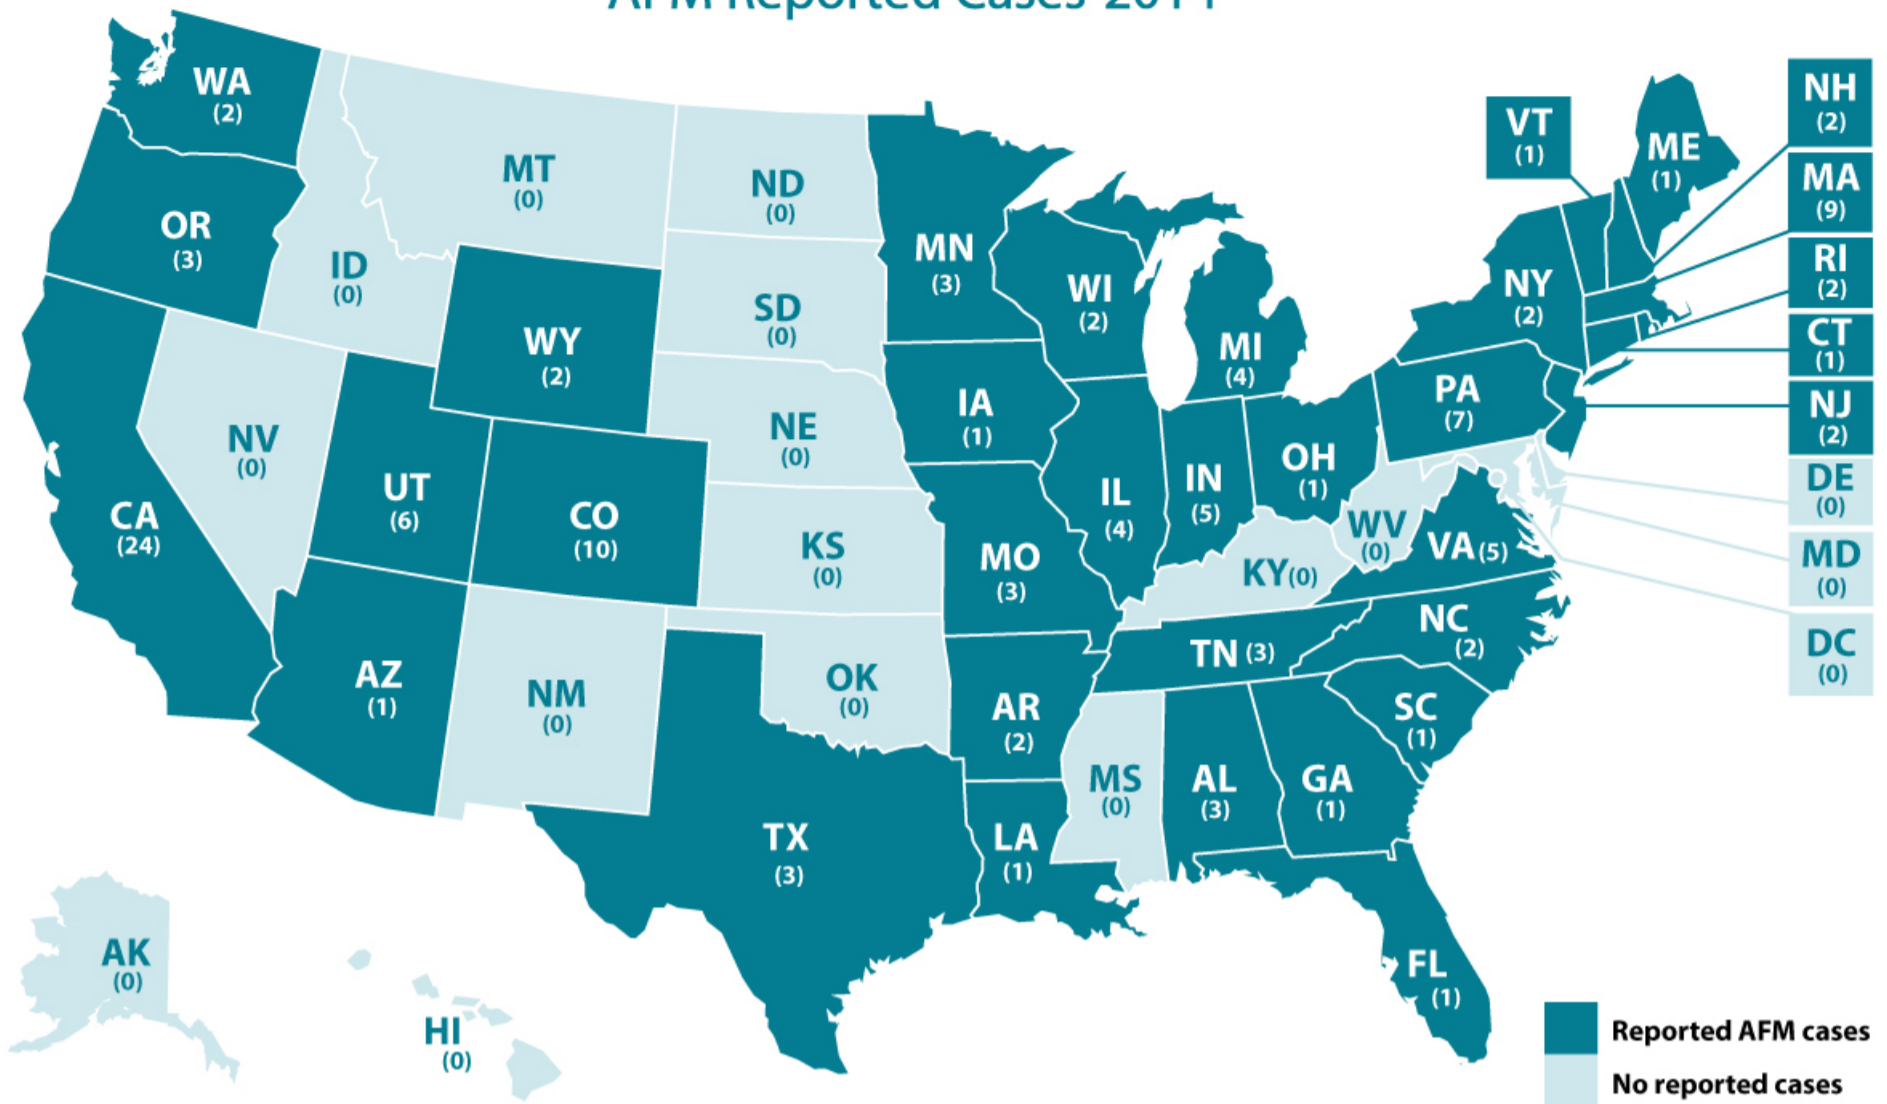 AFM Reported Cases 2014
WA
(2)
OR
(3)
CA
(24)
NV
(0)
ID
(0)
MT
(0)
WY
(2)
UT
(6)
CO
(10)
AZ
(1)
NM
(0)
ND
(0)
SD
(0)
NE
(0)
KS
(0)
OK
(0)
TX
(3)
MN
(3)
IA
(1)
MO
(3)
AR
(2)
LA
(1)
WI
(2)
IL
(4)
MI
(4)
IN
(5)
OH
(1)
KY(0)
TN (3)
MS
(0)
AL
(3)
GA
(1)
FL
(1)
SC
(1)
NC
(2)
VA(5)
WV
(0)
PA
(7)
NY
(2)
VT
(1)
ME
(1)
NH
(2)
MA
(9)
RI
(2)
CT
(1)
NJ
(2)
DE
(0)
MD
(0)
DC
(0)
AK
(0)
HI
(0)
Reported AFM cases
No reported cases